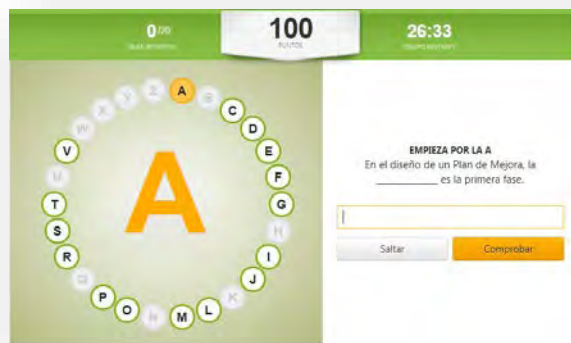 0/20
100
PUNTOS
26:33
A
B
C
D
E
F
G
H
I
J
K
L
M
N
O
P
Q
R
S
T
U
V
W
X
Y
Z
A
EMPIEZA POR LA A
En el diseño de un Plan de Mejora, la
____________ es la primera fase.
Saltar
Comprobar